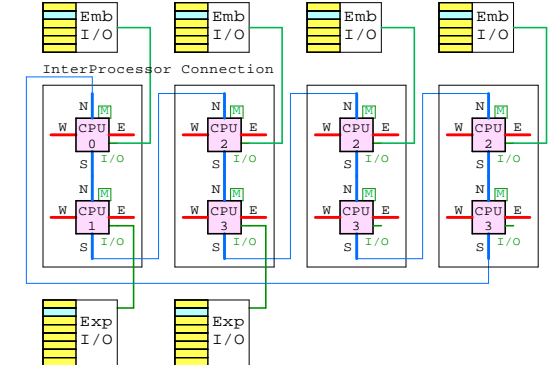 Emb Emb Emb Emb
I/O I/O I/O I/O
InterProcessor Connection
N M N M N M N M
W CPU E W CPU E W CPU E W CPU E
0 2 2 2
S I/O S I/O S I/O S I/O
N M N M N M N M
W CPU E W CPU E W CPU E W CPU E
1 3 3 3
S I/O S I/O S I/O S I/O
Exp Exp
I/O I/O